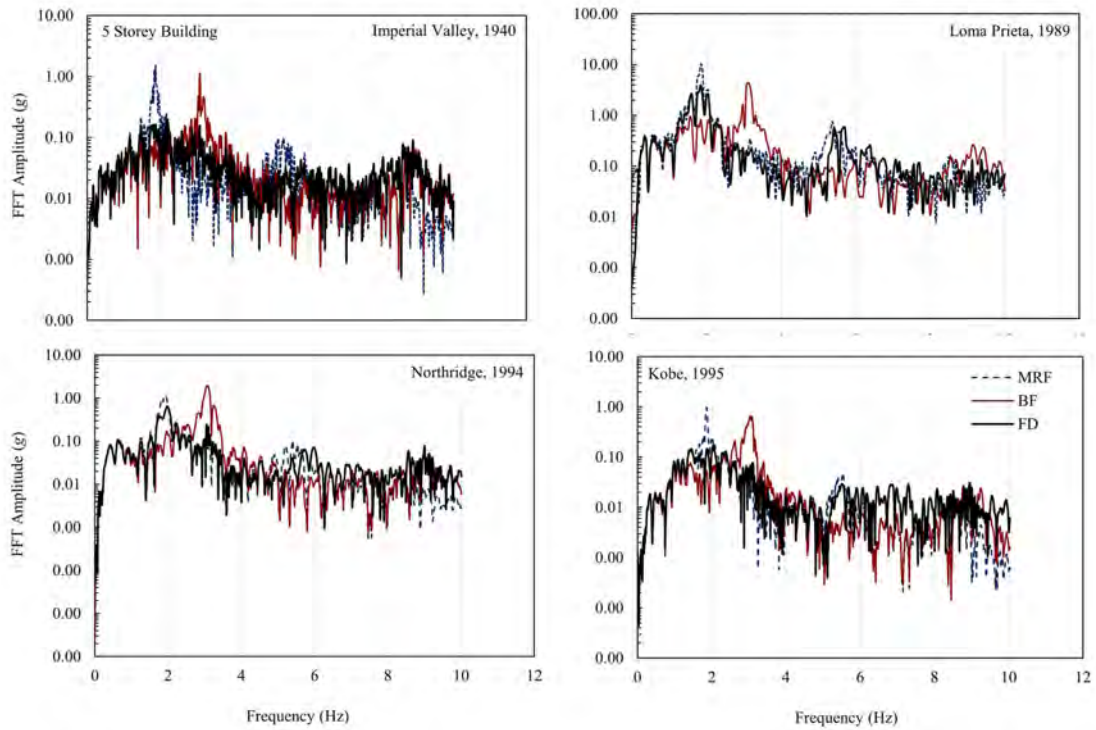 5 Storey Building Imperial Valley, 1940
10.00
1.00
0.10
0.01
0.00
0.00
FFT Amplitude (g)
Loma Prieta, 1989
100.00
10.00
1.00
0.10
0.01
0.00
0.00
Northridge, 1994
10.00
1.00
0.10
0.01
0.00
0.00
0.00
0.00
FFT Amplitude (g)
0 2 4 6 8 10 12
Frequency (Hz)
Kobe, 1995
MRF
BF
FD
10.00
1.00
0.10
0.01
0.00
0.00
0.00
0 2 4 6 8 10 12
Frequency (Hz)